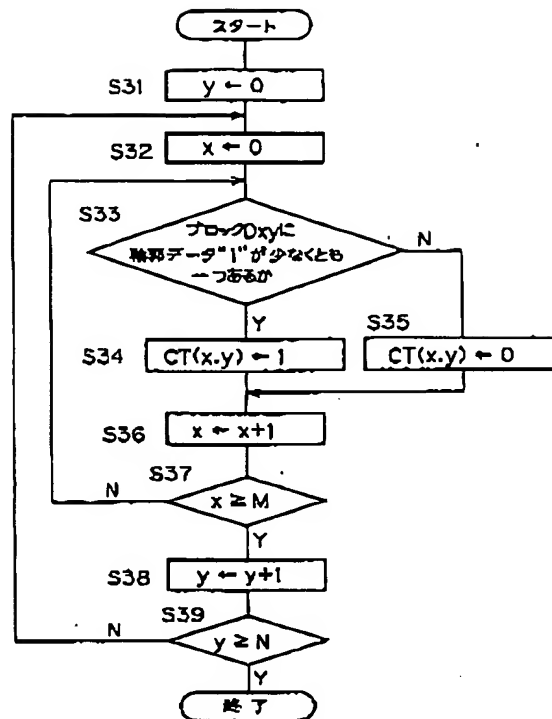 スタート
S31
y ← 0
S32
x ← 0
S33
ブロックDxyに
輪郭データ"1"が少なくとも
一つあるか
N
Y
S34
CT(x.y) ← 1
S35
CT(x.y) ← 0
S36
x ← x+1
S37
x ≧ M
N
Y
S38
y ← y+1
S39
y ≧ N
N
Y
終了